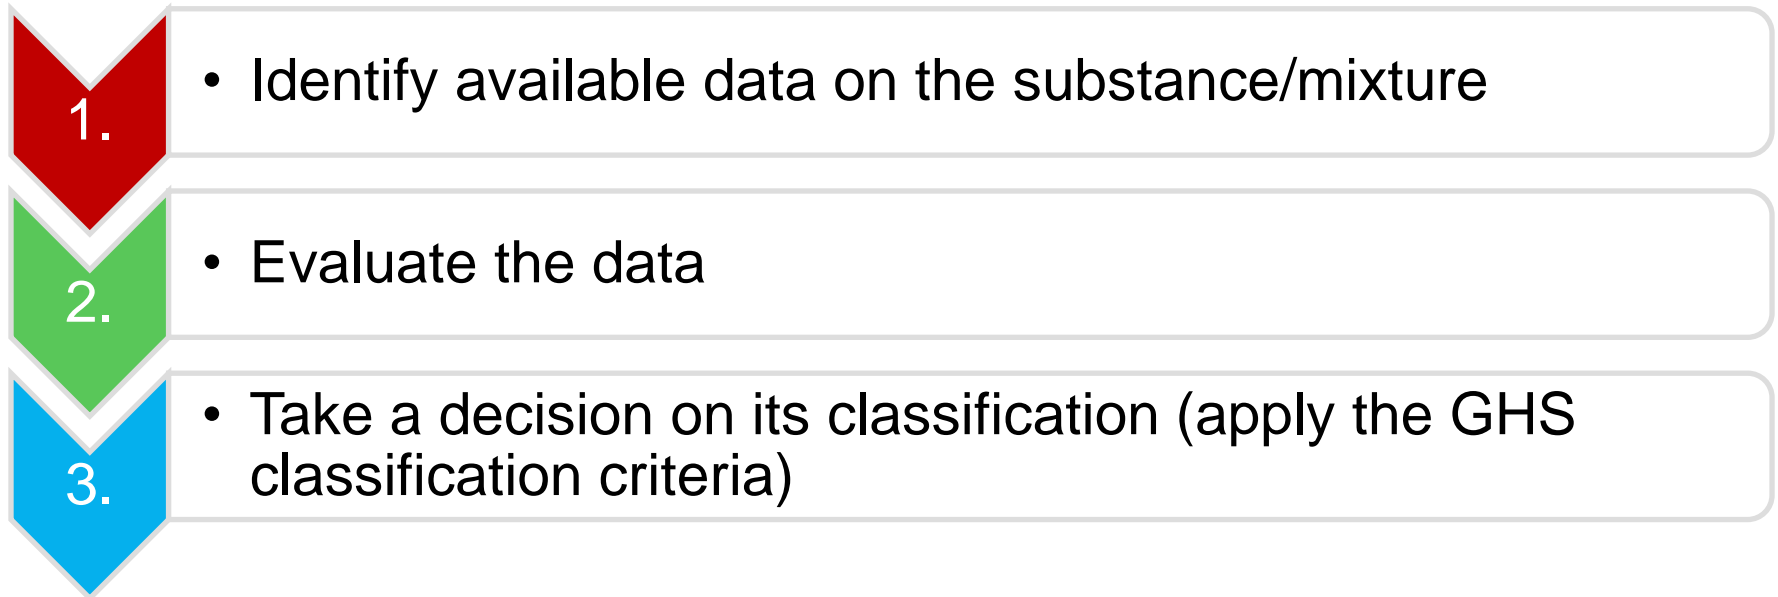 1.
• Identify available data on the substance/mixture
2.
• Evaluate the data
3.
• Take a decision on its classification (apply the GHS
classification criteria)